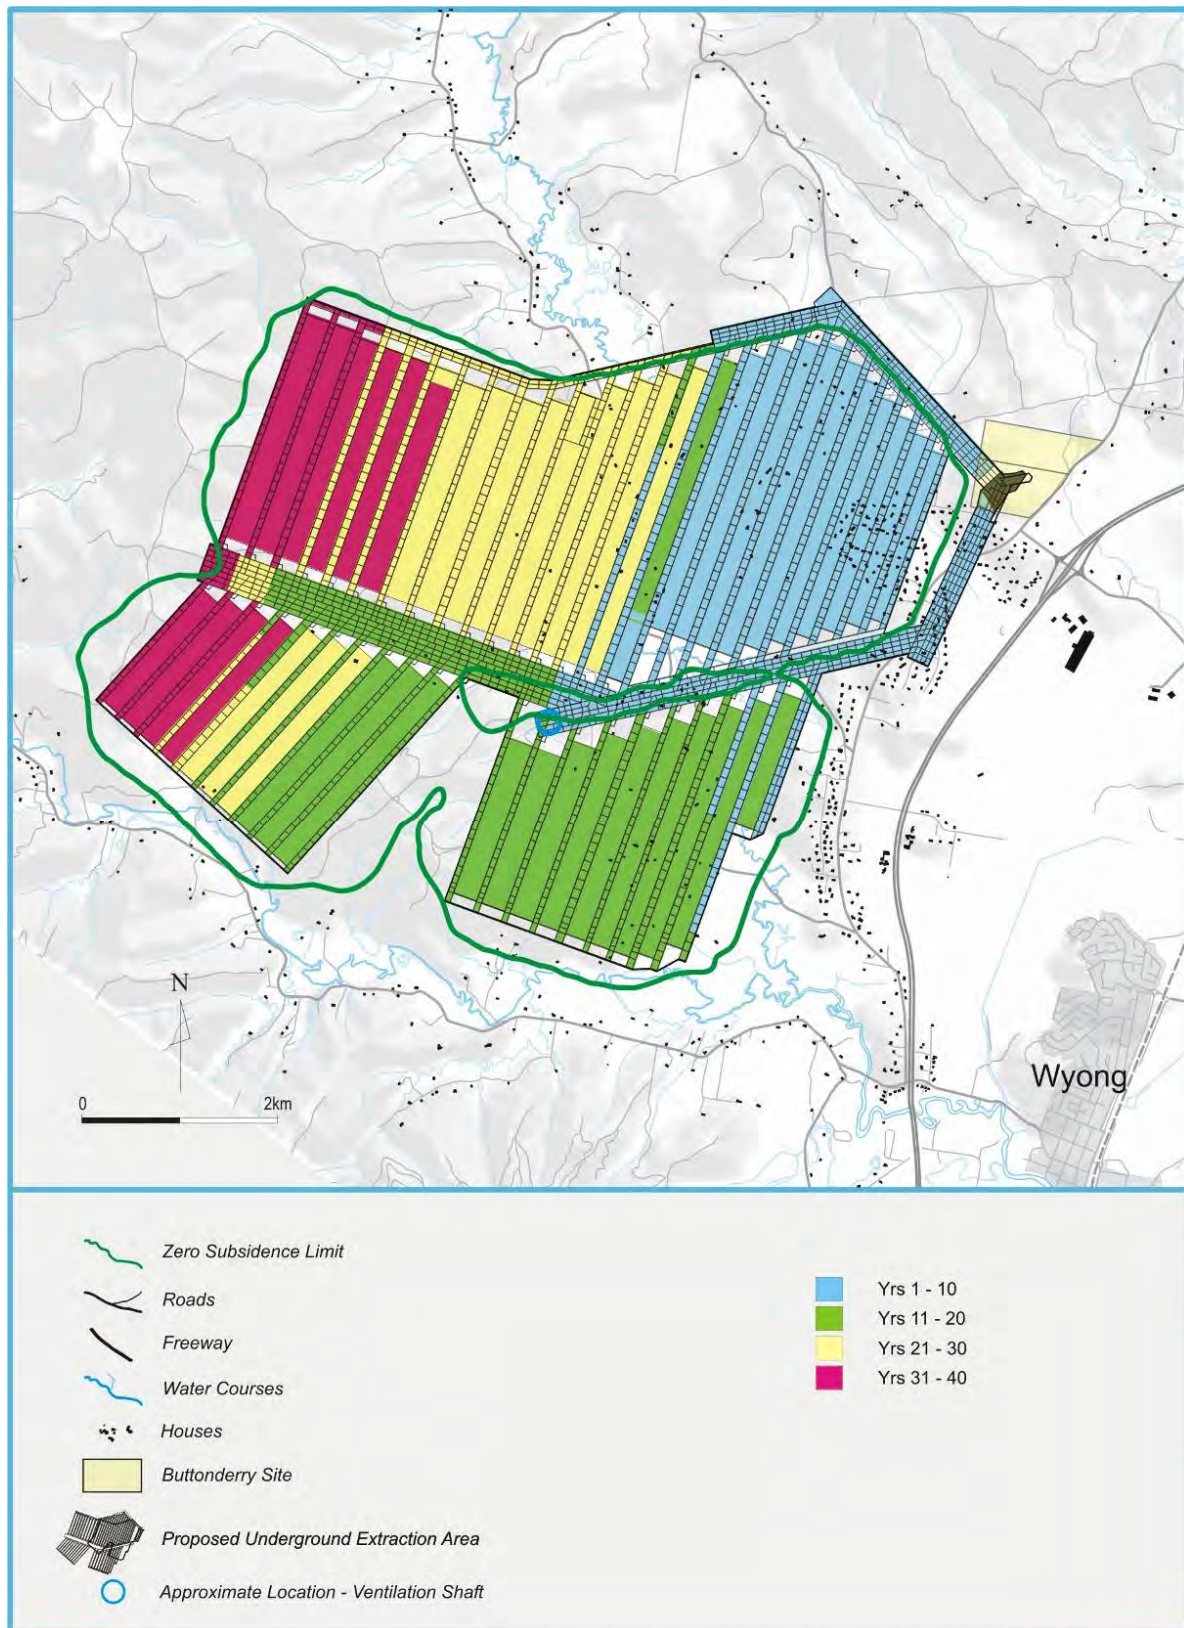 N
0 2km
Wyong
Zero Subsidence Limit
Roads
Freeway
Water Courses
Houses
Buttonderry Site
Proposed Underground Extraction Area
Approximate Location - Ventilation Shaft
Yrs 1 - 10
Yrs 11 - 20
Yrs 21 - 30
Yrs 31 - 40